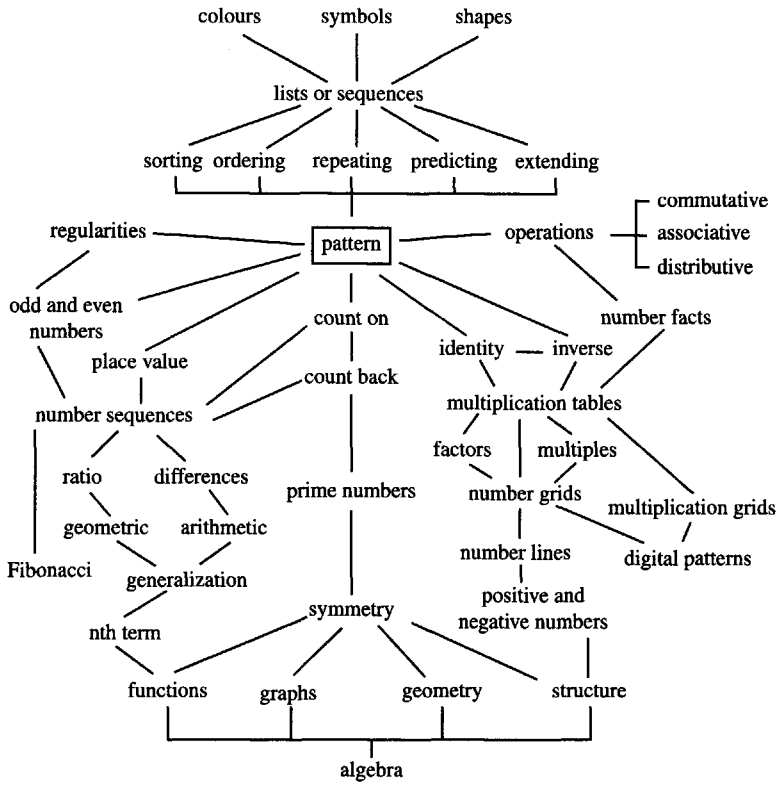 colours symbols shapes
lists or sequences
sorting ordering repeating predicting extending
regularities
pattern
operations
commutative
associative
distributive
odd and even
numbers
count on
number facts
place value
identity
inverse
count back
number sequences
multiplication tables
factors
multiples
ratio
differences
prime numbers
number grids
multiplication grids
geometric
arithmetic
number lines
digital patterns
Fibonacci
generalization
positive and
negative numbers
symmetry
nth term
functions graphs geometry structure
algebra